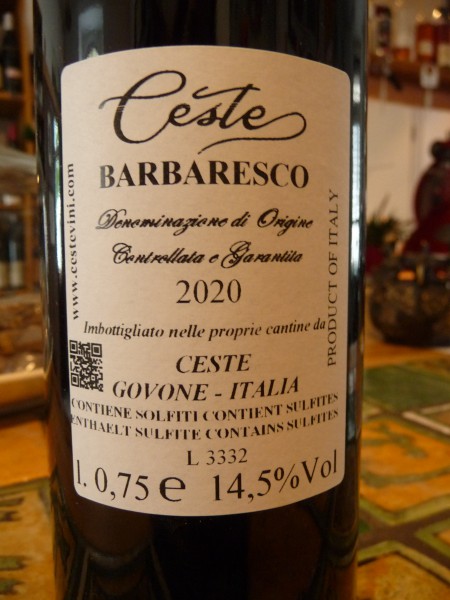 Ceste
BARBARESCO
Denominazione di Origine
Controllata e Garantita
2020
Imbottigliato nelle proprie cantine da
CESTE
GOVONE - ITALIA
CONTIENE SOLFITI CONTIENT SULFITES
ENTHAELT SULFITE CONTAINS SULFITES
L 3332
l. 0,75 e 14,5%Vol
www.cestevini.com
PRODUCT OF ITALY